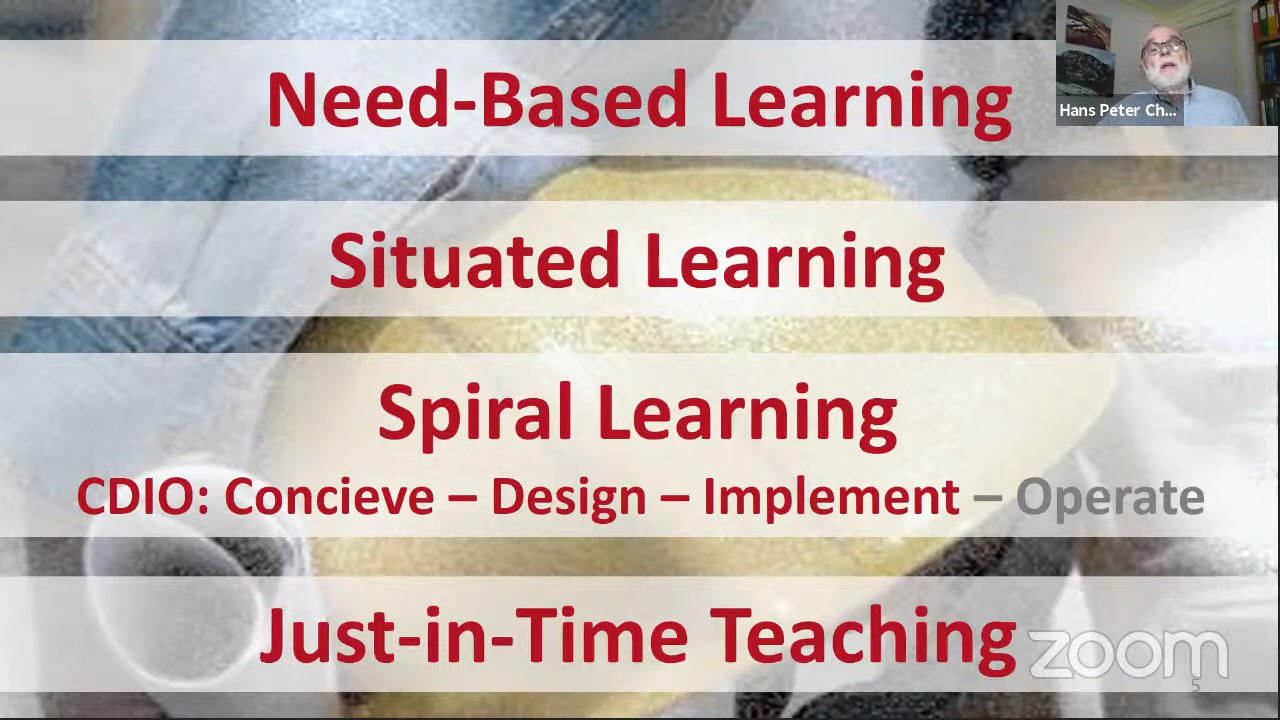 Need-Based Learning
Hans Peter Ch...
Situated Learning
Spiral Learning
CDIO: Concieve – Design – Implement – Operate
Just-in-Time Teaching
zoom